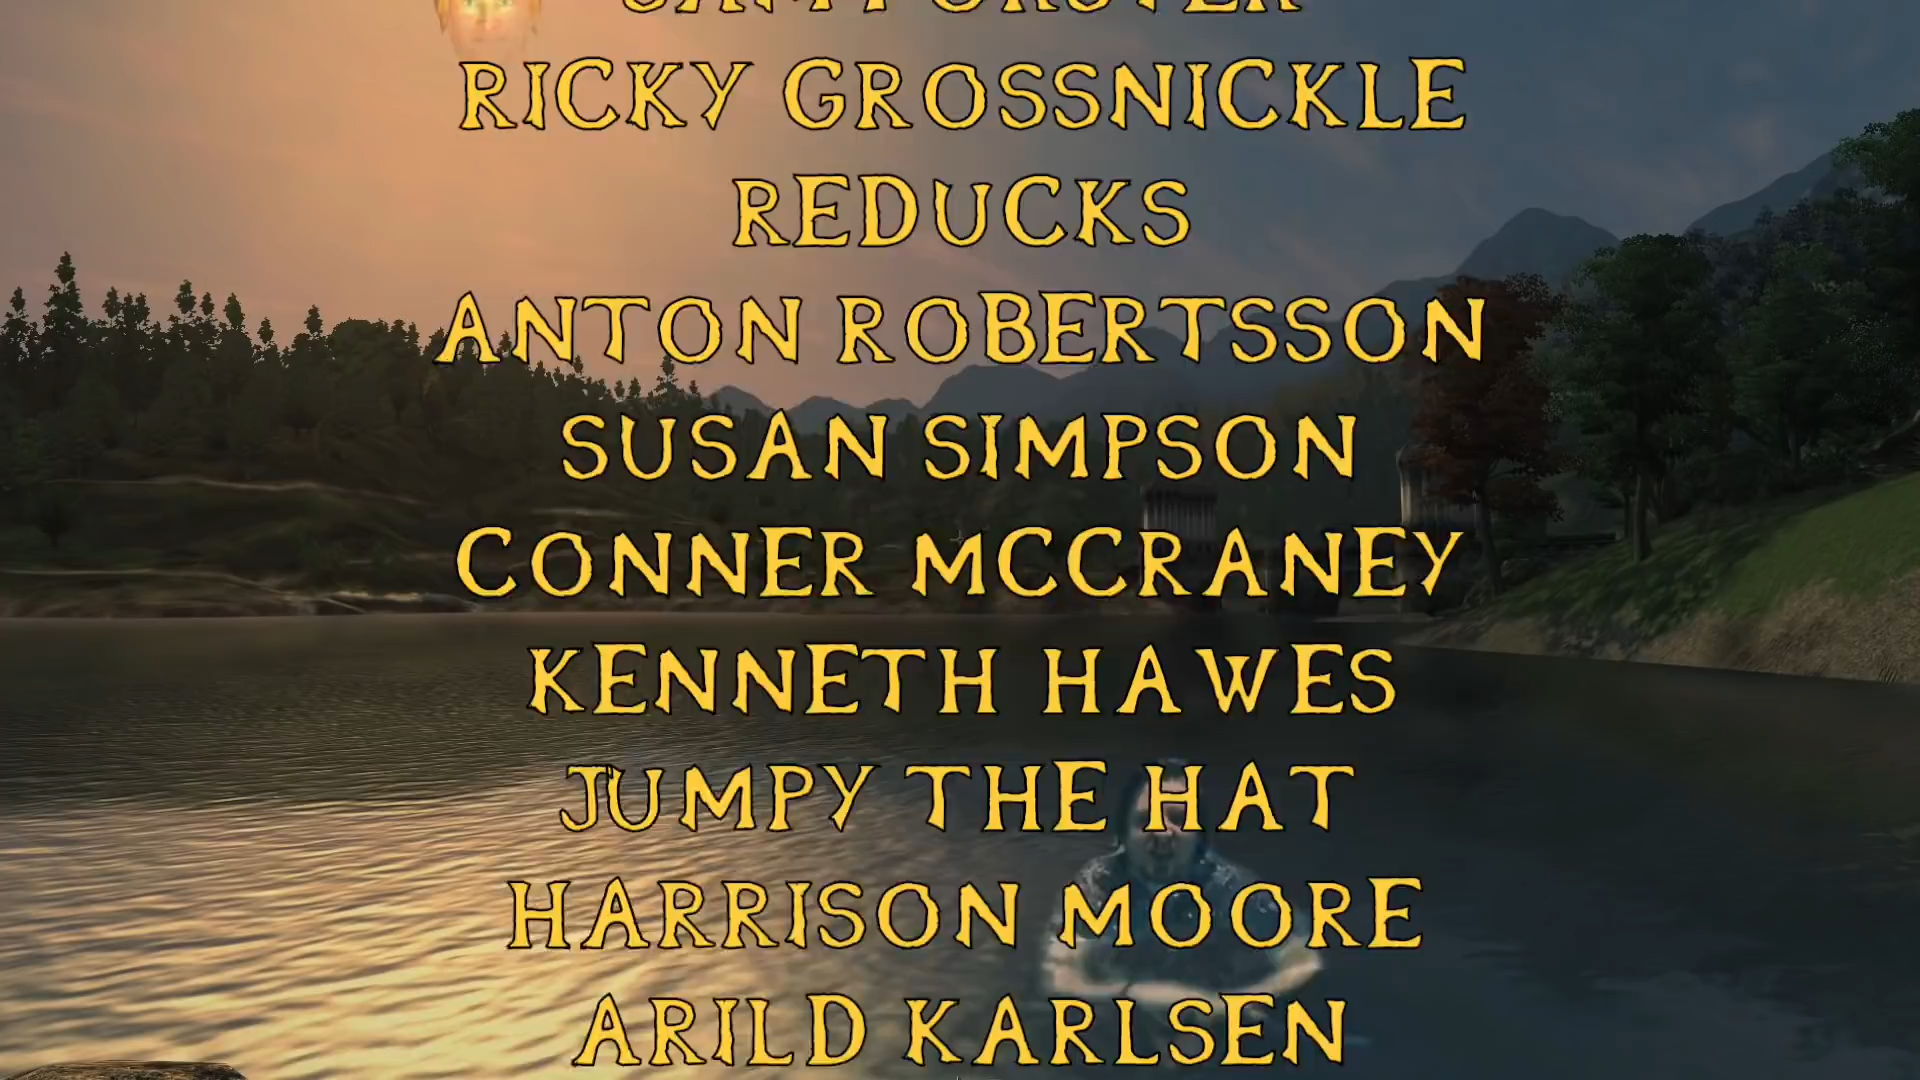 RICKY GROSSNICKLE
REDUCKS
ANTON ROBERTSSON
SUSAN SIMPSON
CONNER MCCRANEY
KENNETH HAWES
JUMPY THE HAT
HARRISON MOORE
ARILD KARLSEN